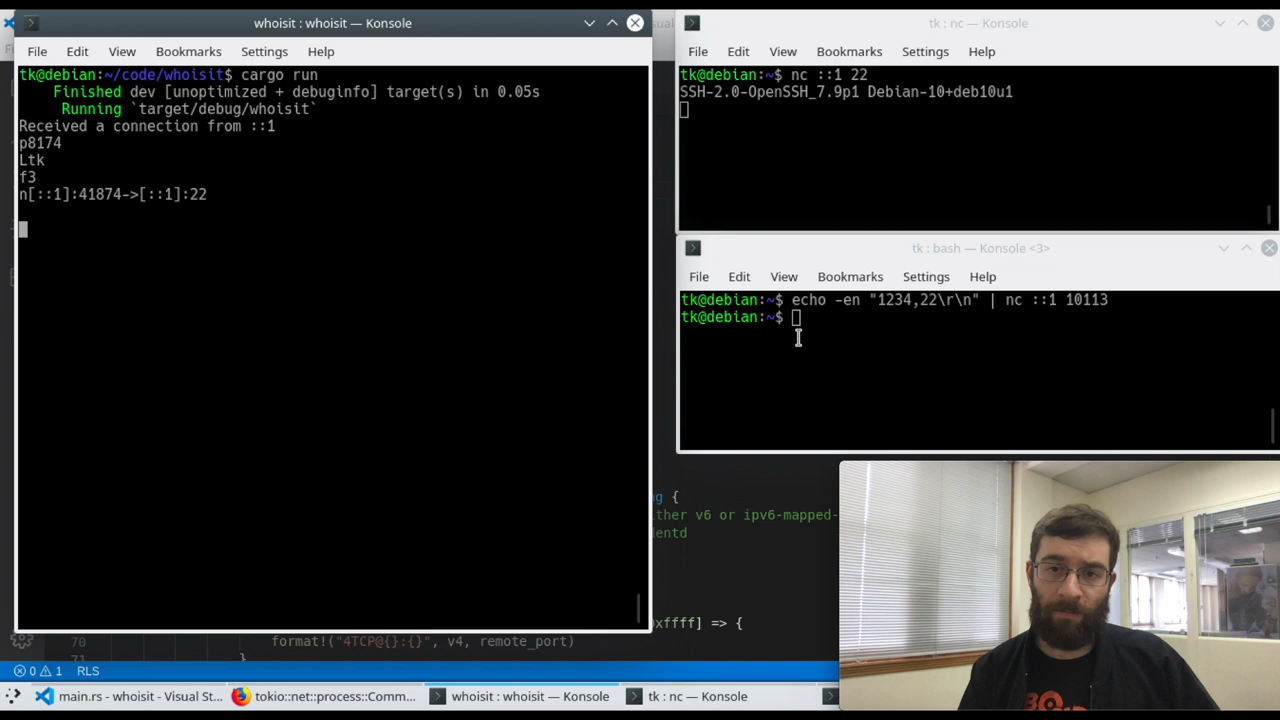 whoisit : whoisit — Konsole
File Edit View Bookmarks Settings Help
tk@debian:~/code/whoisit$ cargo run
Finished dev [unoptimized + debuginfo] target(s) in 0.05s
Running `target/debug/whoisit`
Received a connection from ::1
p8174
Ltk
f3
n[::1]:41874->[::1]:22
tk : nc — Konsole
File Edit View Bookmarks Settings Help
tk@debian:~$ nc ::1 22
SSH-2.0-OpenSSH_7.9p1 Debian-10+deb10u1
tk : bash — Konsole <3>
File Edit View Bookmarks Settings Help
tk@debian:~$ echo -en "1234,22\r\n" | nc ::1 10113
tk@debian:~$
{
v6 or ipv6-mapped-
0xffff] => {
70 format!("4TCP@{}:{}", v4, remote_port)
71 }
0 1 RLS
main.rs - whoisit - Visual St... tokio::net::process::Comm... whoisit : whoisit — Konsole tk : nc — Konsole